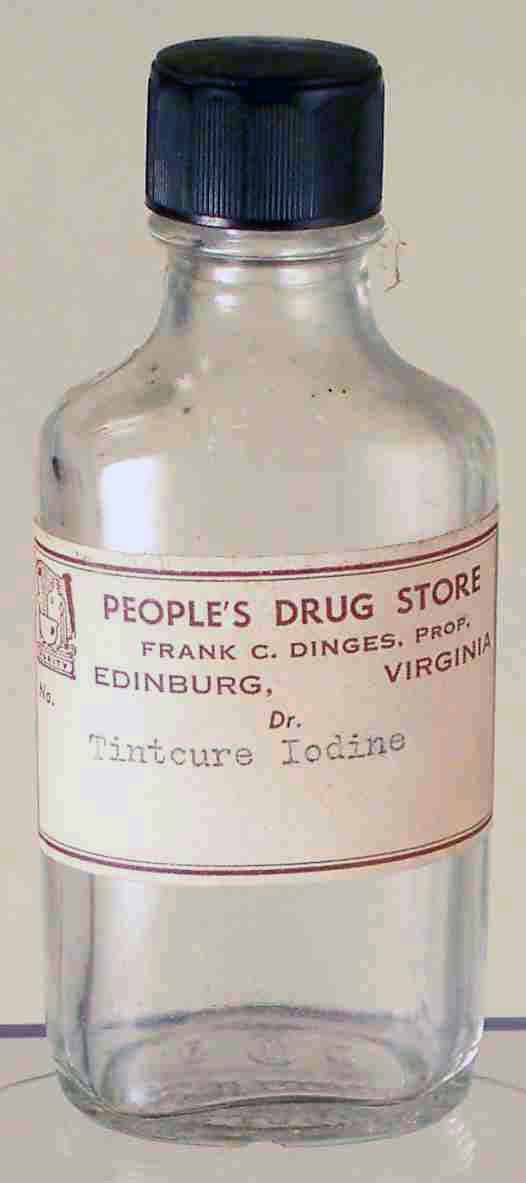 PEOPLE'S DRUG STORE
FRANK C. DINGES, PROP.
EDINBURG, VIRGINIA
No.
Dr.
Tintcure Iodine